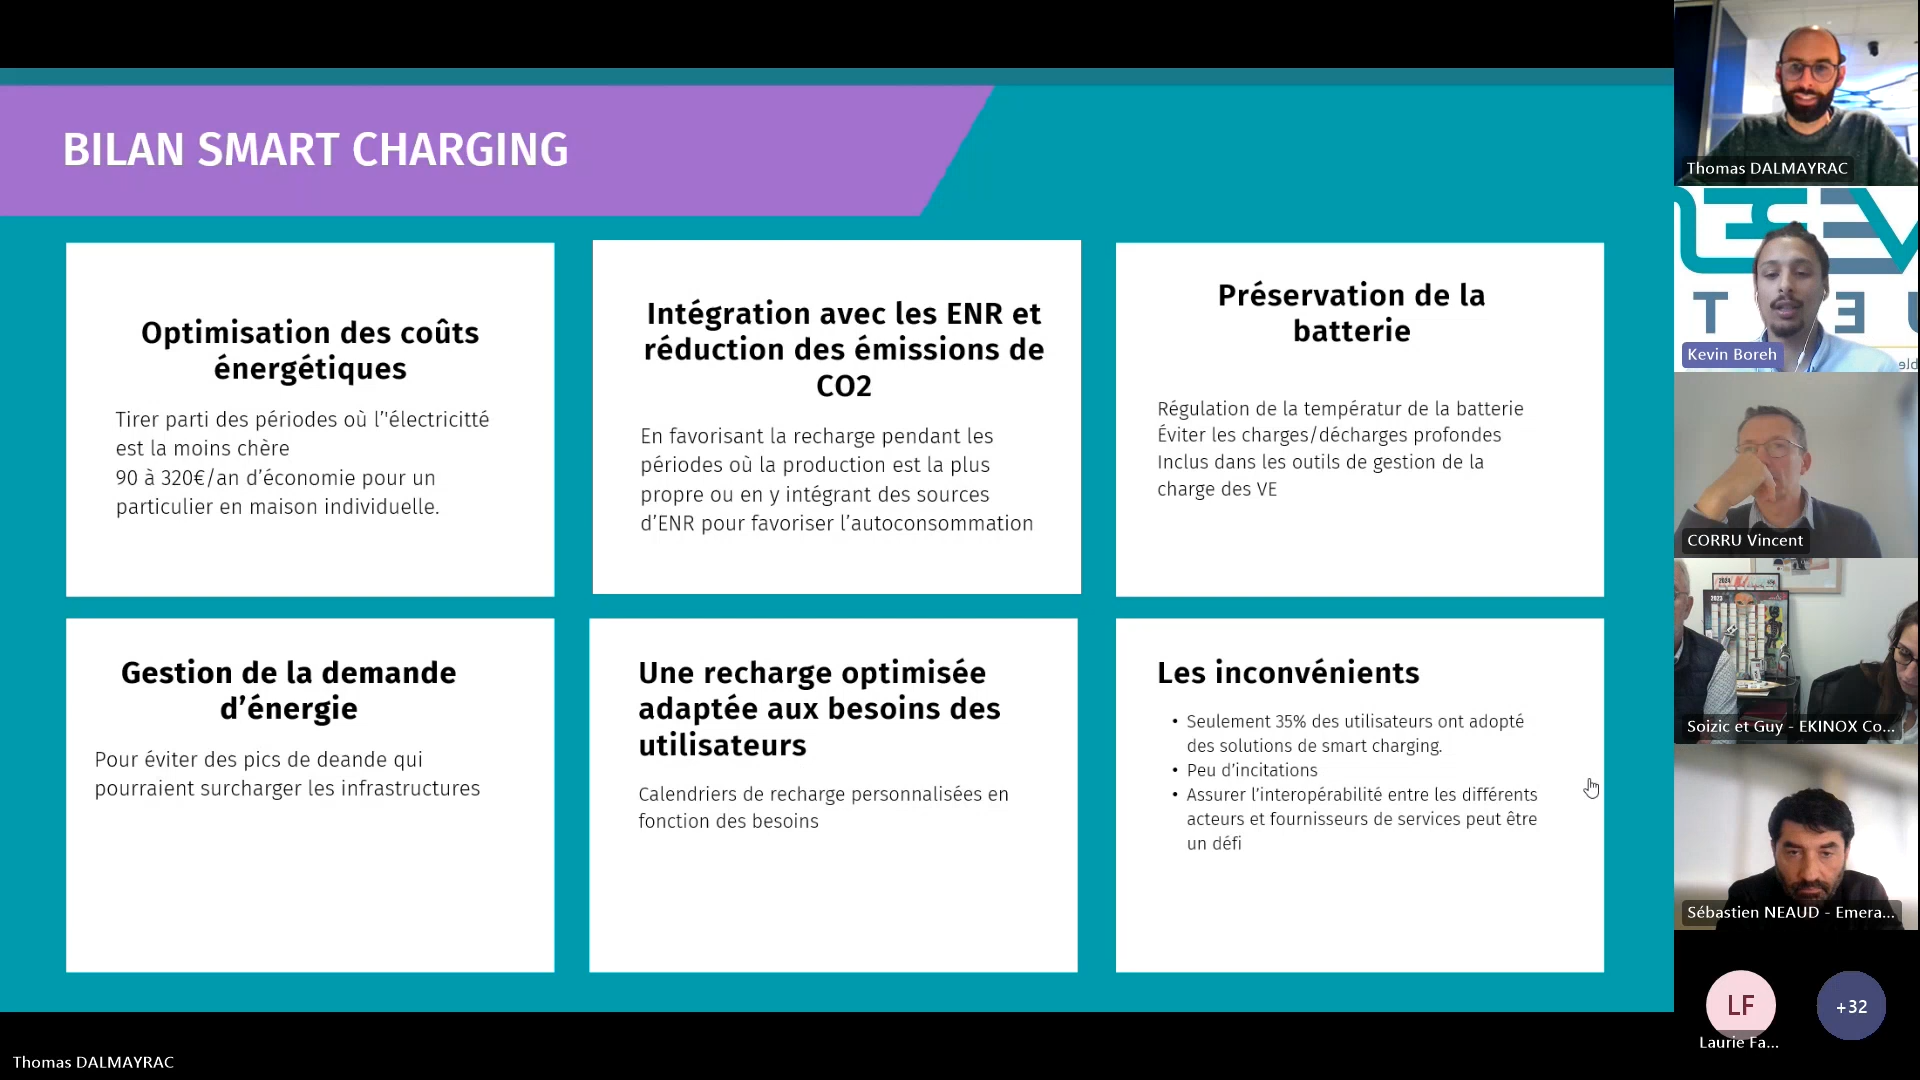 BILAN SMART CHARGING
Optimisation des coûts
énergétiques
Tirer parti des périodes où l’'électricitté
est la moins chère
90 à 320€/an d’économie pour un
particulier en maison individuelle.
Intégration avec les ENR et
réduction des émissions de
CO2
En favorisant la recharge pendant les
périodes où la production est la plus
propre ou en y intégrant des sources
d’ENR pour favoriser l’autoconsommation
Préservation de la
batterie
Régulation de la températur de la batterie
Éviter les charges/décharges profondes
Inclus dans les outils de gestion de la
charge des VE
Gestion de la demande
d’énergie
Pour éviter des pics de deande qui
pourraient surcharger les infrastructures
Une recharge optimisée
adaptée aux besoins des
utilisateurs
Calendriers de recharge personnalisées en
fonction des besoins
Les inconvénients
• Seulement 35% des utilisateurs ont adopté
des solutions de smart charging.
• Peu d’incitations
• Assurer l’interopérabilité entre les différents
acteurs et fournisseurs de services peut être
un défi
Thomas DALMAYRAC
Kevin Boreh
CORRU Vincent
2024
2023
Soizic et Guy - EKINOX Co...
Sébastien NEAUD - Emera...
LF
+32
Laurie Fa...
Thomas DALMAYRAC